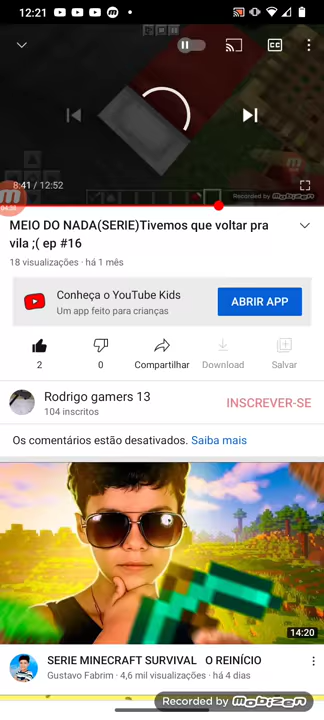 12:21
CC
8:41 / 12:52
Recorded by MOBIZEN
MEIO DO NADA(SERIE)Tivemos que voltar pra
vila ;( ep #16
18 visualizações · há 1 mês
Conheça o YouTube Kids
Um app feito para crianças
ABRIR APP
2
0
Compartilhar
Download
Salvar
Rodrigo gamers 13
104 inscritos
INSCREVER-SE
Os comentários estão desativados. Saiba mais
14:20
SERIE MINECRAFT SURVIVAL O REINÍCIO
Gustavo Fabrim · 4,6 mil visualizações · há 4 dias
Recorded by MOBIZEN